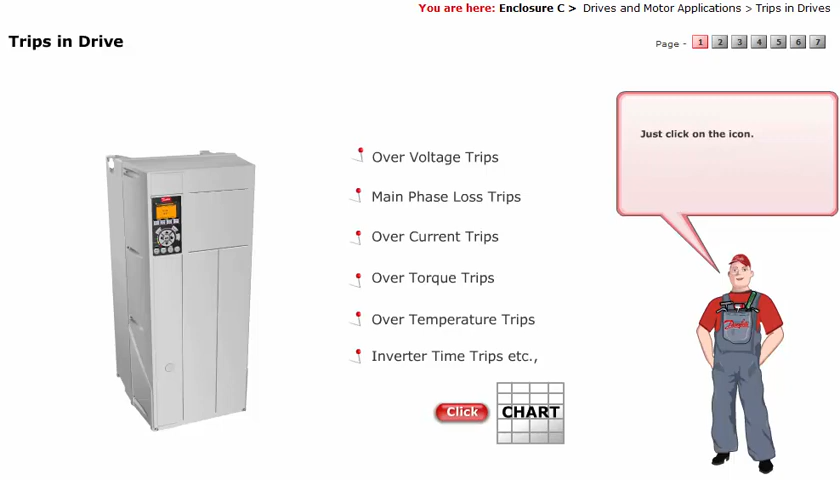 You are here: Enclosure C > Drives and Motor Applications > Trips in Drives
Trips in Drive
Page - 1 2 3 4 5 6 7
Just click on the icon.
Over Voltage Trips
Main Phase Loss Trips
Over Current Trips
Over Torque Trips
Over Temperature Trips
Inverter Time Trips etc.,
Click
CHART
Danfoss